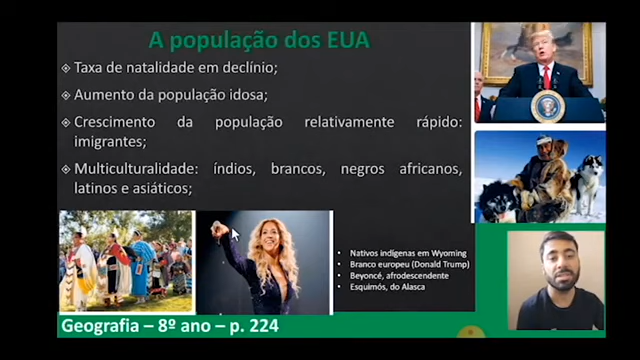 A população dos EUA
Taxa de natalidade em declínio;
Aumento da população idosa;
Crescimento da população relativamente rápido:
imigrantes;
Multiculturalidade: índios, brancos, negros africanos,
latinos e asiáticos;
Nativos indígenas em Wyoming
Branco europeu (Donald Trump)
Beyoncé, afrodescendente
Esquimós, do Alasca
Geografia – 8º ano – p. 224